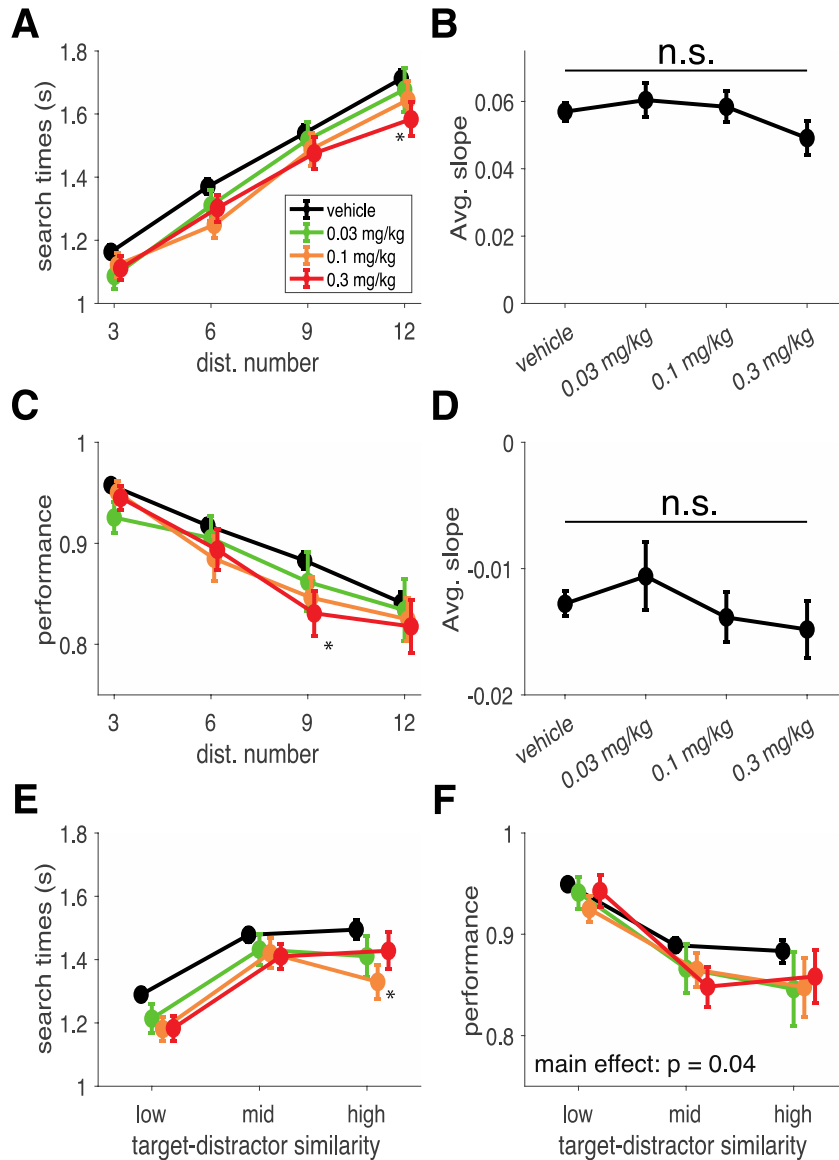 A
search times (s)
1.8
1.6
1.4
1.2
1
3
6
9
12
dist. number
vehicle
0.03 mg/kg
0.1 mg/kg
0.3 mg/kg
*
B
n.s.
Avg. slope
0.06
0.04
0.02
0
vehicle
0.03 mg/kg
0.1 mg/kg
0.3 mg/kg
C
performance
1
0.9
0.8
3
6
9
12
dist. number
*
D
n.s.
Avg. slope
0
-0.01
-0.02
vehicle
0.03 mg/kg
0.1 mg/kg
0.3 mg/kg
E
search times (s)
1.8
1.6
1.4
1.2
1
low
mid
high
target-distractor similarity
*
F
performance
1
0.9
0.8
main effect: p = 0.04
low
mid
high
target-distractor similarity